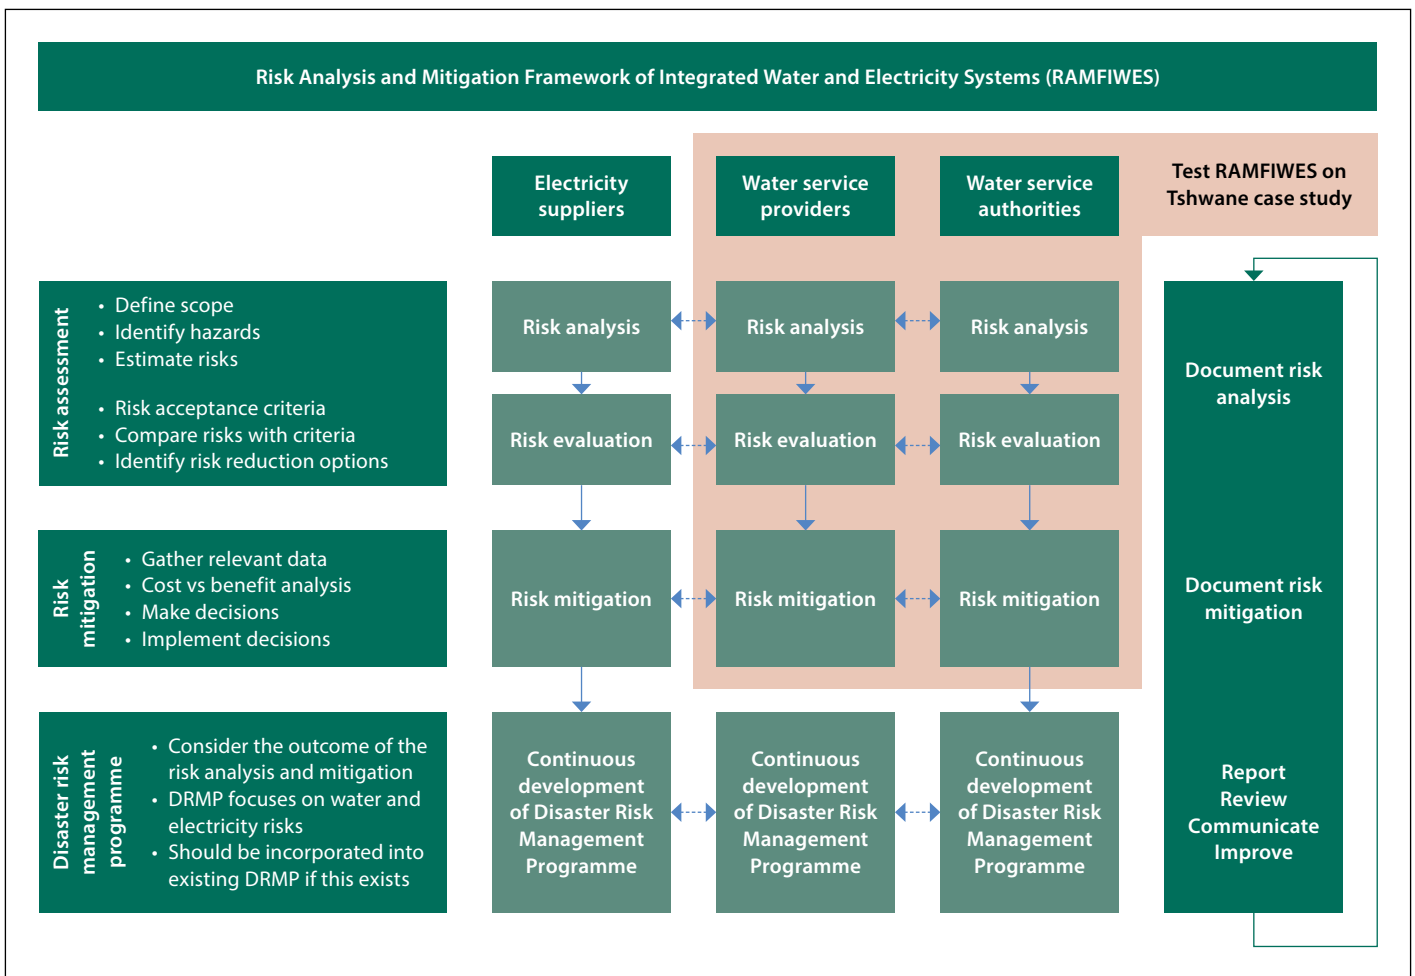 Risk Analysis and Mitigation Framework of Integrated Water and Electricity Systems (RAMFIWES)
Electricity
suppliers
Water service
providers
Water service
authorities
Test RAMFIWES on
Tshwane case study
Risk assessment
• Define scope
• Identify hazards
• Estimate risks
• Risk acceptance criteria
• Compare risks with criteria
• Identify risk reduction options
Risk analysis
Risk analysis
Risk analysis
Risk evaluation
Risk evaluation
Risk evaluation
Document risk
analysis
Risk
mitigation
• Gather relevant data
• Cost vs benefit analysis
• Make decisions
• Implement decisions
Risk mitigation
Risk mitigation
Risk mitigation
Document risk
mitigation
Disaster risk
management
programme
• Consider the outcome of the
risk analysis and mitigation
• DRMP focuses on water and
electricity risks
• Should be incorporated into
existing DRMP if this exists
Continuous
development
of Disaster Risk
Management
Programme
Continuous
development
of Disaster Risk
Management
Programme
Continuous
development
of Disaster Risk
Management
Programme
Report
Review
Communicate
Improve